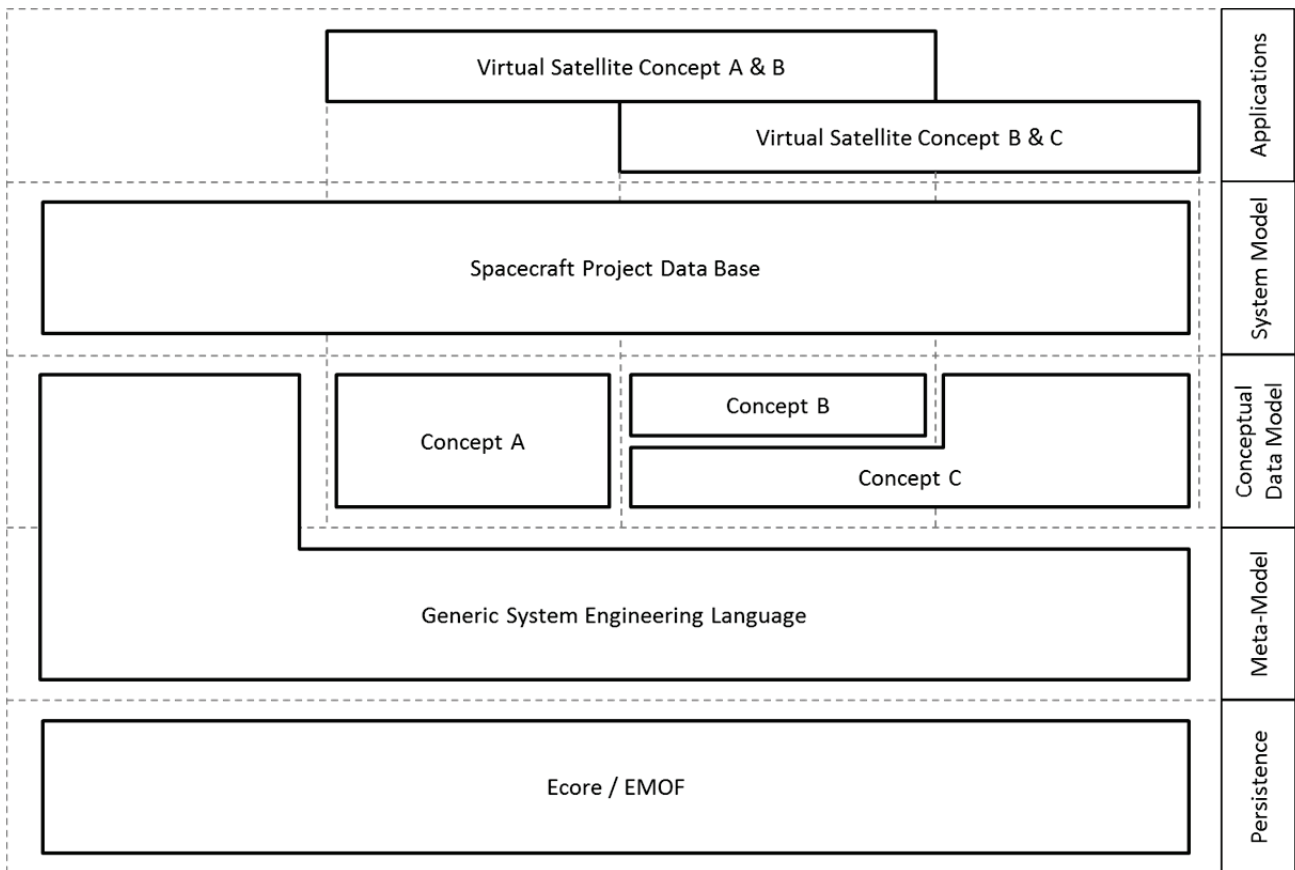 Virtual Satellite Concept A & B
Virtual Satellite Concept B & C
Applications
Spacecraft Project Data Base
System Model
Concept A
Concept B
Concept C
Conceptual
Data Model
Generic System Engineering Language
Meta-Model
Ecore / EMOF
Persistence